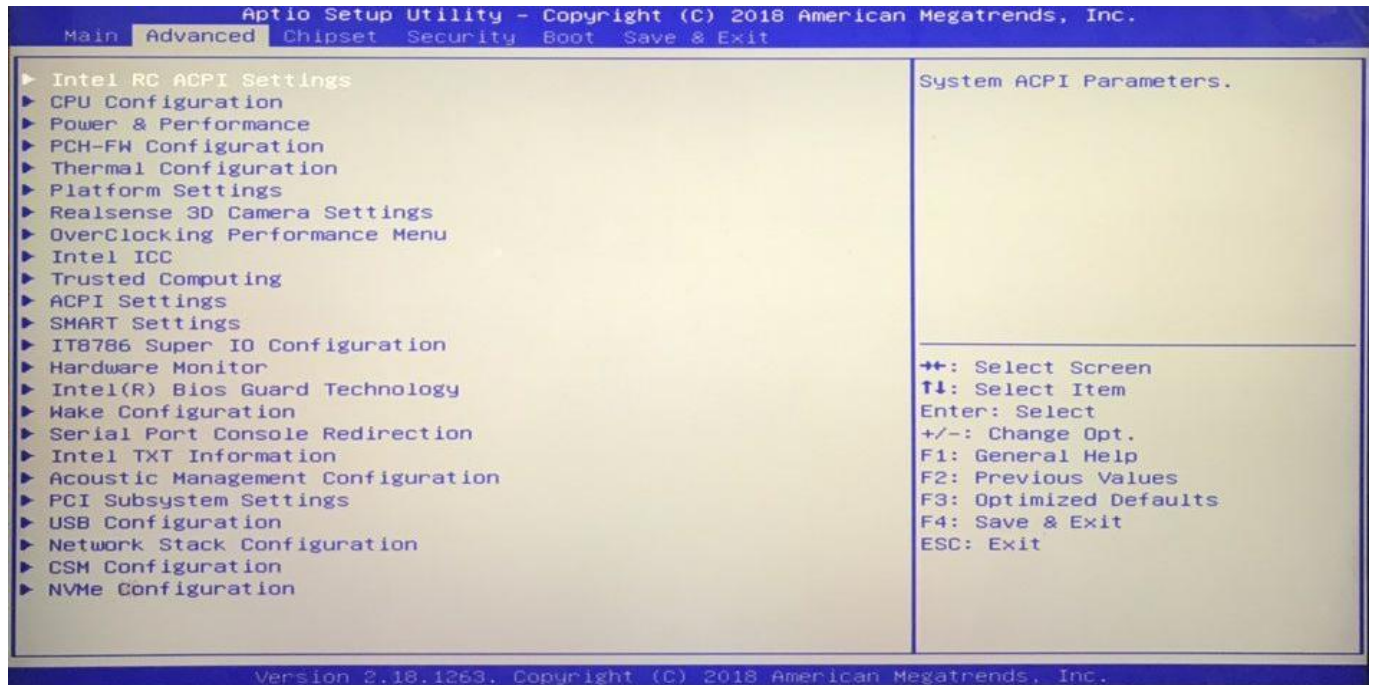 Aptio Setup Utility – Copyright (C) 2018 American Megatrends, Inc.
Main Advanced Chipset Security Boot Save & Exit
▶ Intel RC ACPI Settings
▶ CPU Configuration
▶ Power & Performance
▶ PCH-FW Configuration
▶ Thermal Configuration
▶ Platform Settings
▶ Realsense 3D Camera Settings
▶ OverClocking Performance Menu
▶ Intel ICC
▶ Trusted Computing
▶ ACPI Settings
▶ SMART Settings
▶ IT8786 Super IO Configuration
▶ Hardware Monitor
▶ Intel(R) Bios Guard Technology
▶ Wake Configuration
▶ Serial Port Console Redirection
▶ Intel TXT Information
▶ Acoustic Management Configuration
▶ PCI Subsystem Settings
▶ USB Configuration
▶ Network Stack Configuration
▶ CSM Configuration
▶ NVMe Configuration
System ACPI Parameters.
→←: Select Screen
↑↓: Select Item
Enter: Select
+/-: Change Opt.
F1: General Help
F2: Previous Values
F3: Optimized Defaults
F4: Save & Exit
ESC: Exit
Version 2.18.1263. Copyright (C) 2018 American Megatrends, Inc.